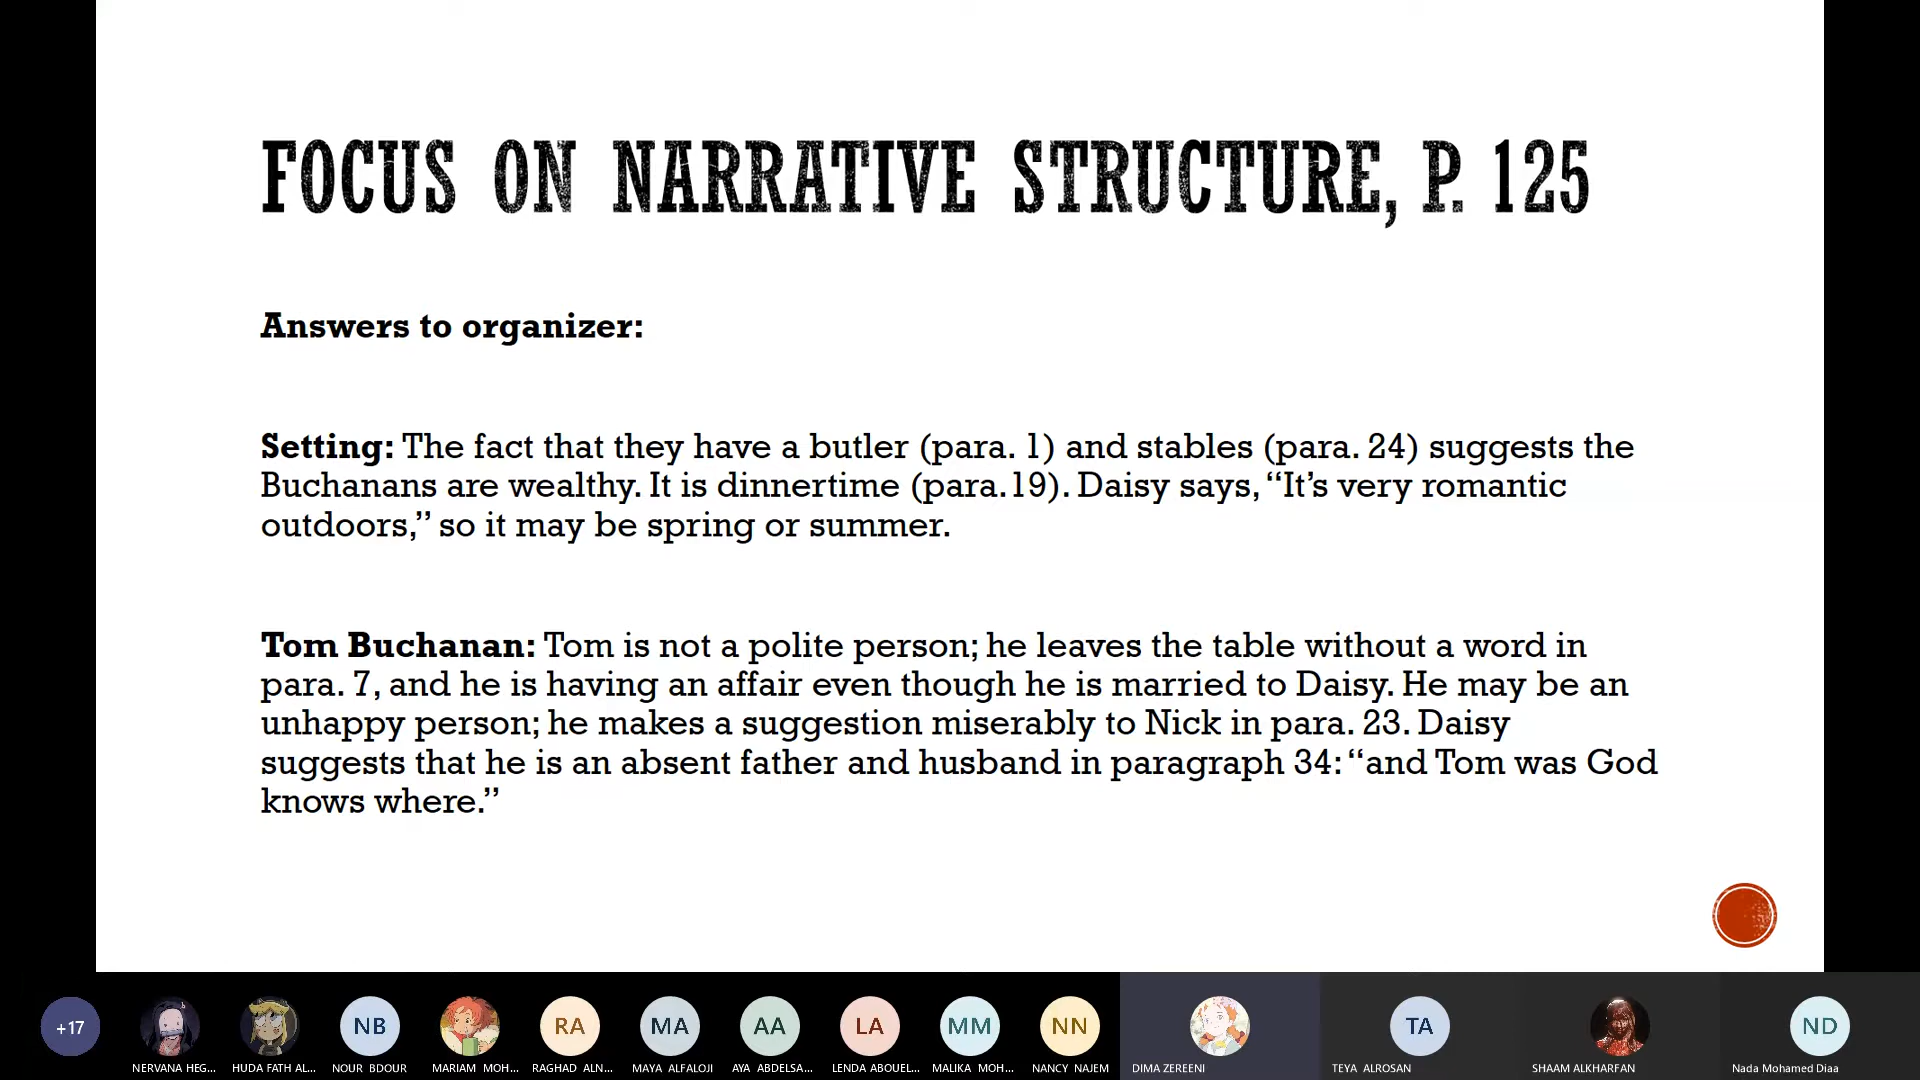 FOCUS ON NARRATIVE STRUCTURE, P. 125
Answers to organizer:
Setting: The fact that they have a butler (para. 1) and stables (para. 24) suggests the
Buchanans are wealthy. It is dinnertime (para.19). Daisy says, “It’s very romantic
outdoors,” so it may be spring or summer.
Tom Buchanan: Tom is not a polite person; he leaves the table without a word in
para. 7, and he is having an affair even though he is married to Daisy. He may be an
unhappy person; he makes a suggestion miserably to Nick in para. 23. Daisy
suggests that he is an absent father and husband in paragraph 34: “and Tom was God
knows where.”
+17 NB RA MA AA LA MM NN TA ND
NERVANA HEG... HUDA FATH AL... NOUR BDOUR MARIAM MOH... RAGHAD ALN... MAYA ALFALOJI AYA ABDELSA... LENDA ABOUEL... MALIKA MOH... NANCY NAJEM DIMA ZEREENI TEYA ALROSAN SHAAM ALKHARFAN Nada Mohamed Diaa